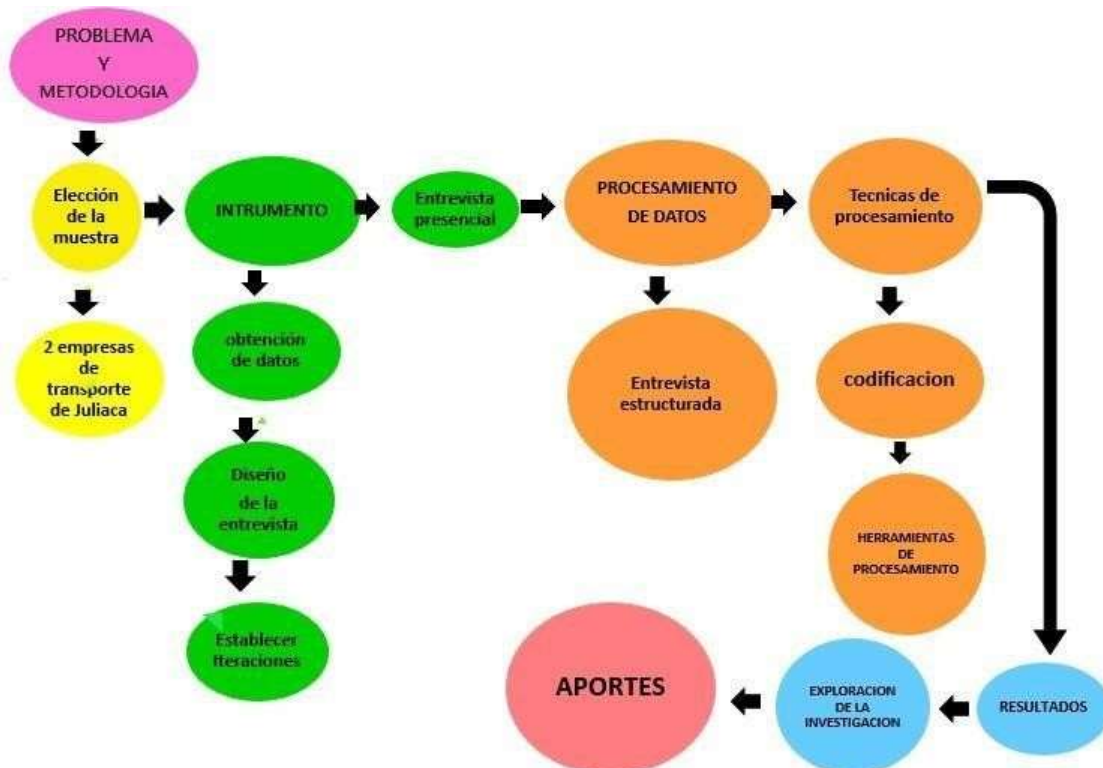 PROBLEMA
Y
METODOLOGIA
Elección
de la
muestra
INTRUMENTO
Entrevista
presencial
PROCESAMIENTO
DE DATOS
Tecnicas de
procesamiento
2 empresas
de
transporte
de Juliaca
obtención
de datos
Entrevista
estructurada
codificacion
Diseño
de la
entrevista
HERRAMIENTAS
DE
PROCESAMIENTO
Establecer
Iteraciones
APORTES
EXPLORACION
DE LA
INVESTIGACION
RESULTADOS